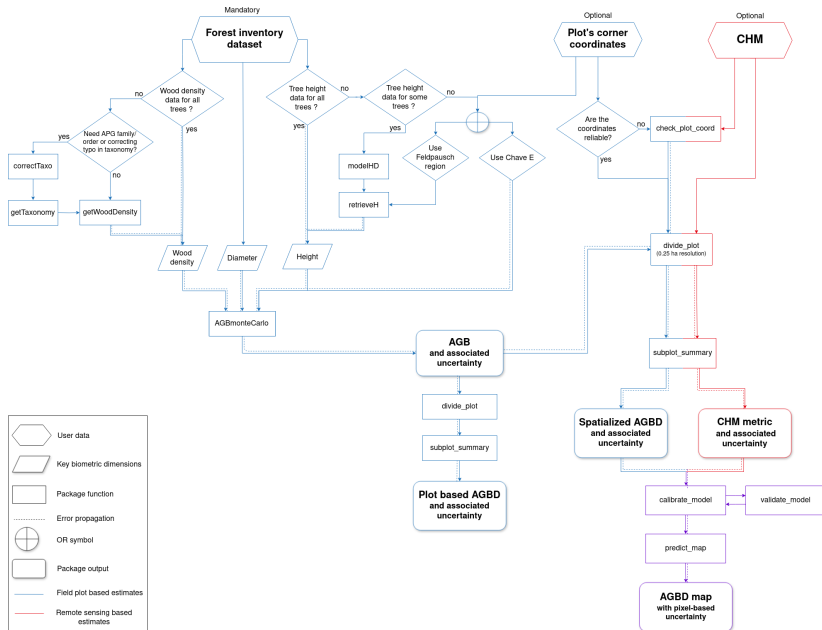 Mandatory
Forest inventory
dataset
Optional
Plot's corner
coordinates
Optional
CHM
Wood density
data for all
trees ?
no
yes
Tree height
data for all
trees ?
no
yes
Tree height
data for some
trees ?
no
yes
Need APG family/
order or correcting
typo in taxonomy?
yes
no
Are the
coordinates
reliable?
no
yes
check_plot_coord
correctTaxo
getTaxonomy
getWoodDensity
modelHD
retrieveH
Use
Feldpausch
region
Use Chave E
Wood
density
Diameter
Height
divide_plot
(0.25 ha resolution)
AGBmonteCarlo
AGB
and associated
uncertainty
subplot_summary
divide_plot
subplot_summary
Plot based AGBD
and associated
uncertainty
Spatialized AGBD
and associated
uncertainty
CHM metric
and associated
uncertainty
calibrate_model
validate_model
predict_map
AGBD map
with pixel-based
uncertainty
User data
Key biometric dimensions
Package function
Error propagation
OR symbol
Package output
Field plot based estimates
Remote sensing based
estimates